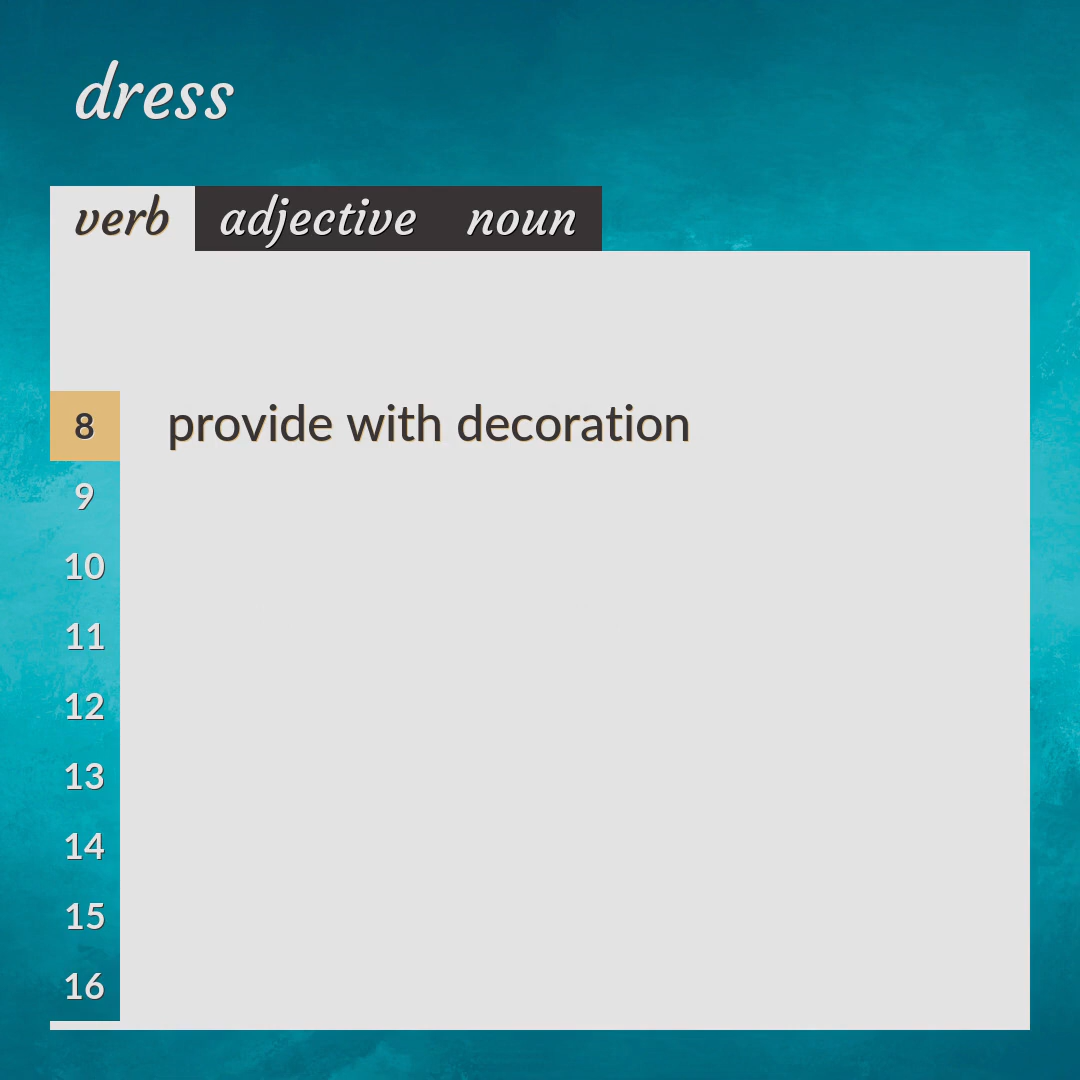 dress
verb adjective noun
8 provide with decoration
9
10
11
12
13
14
15
16